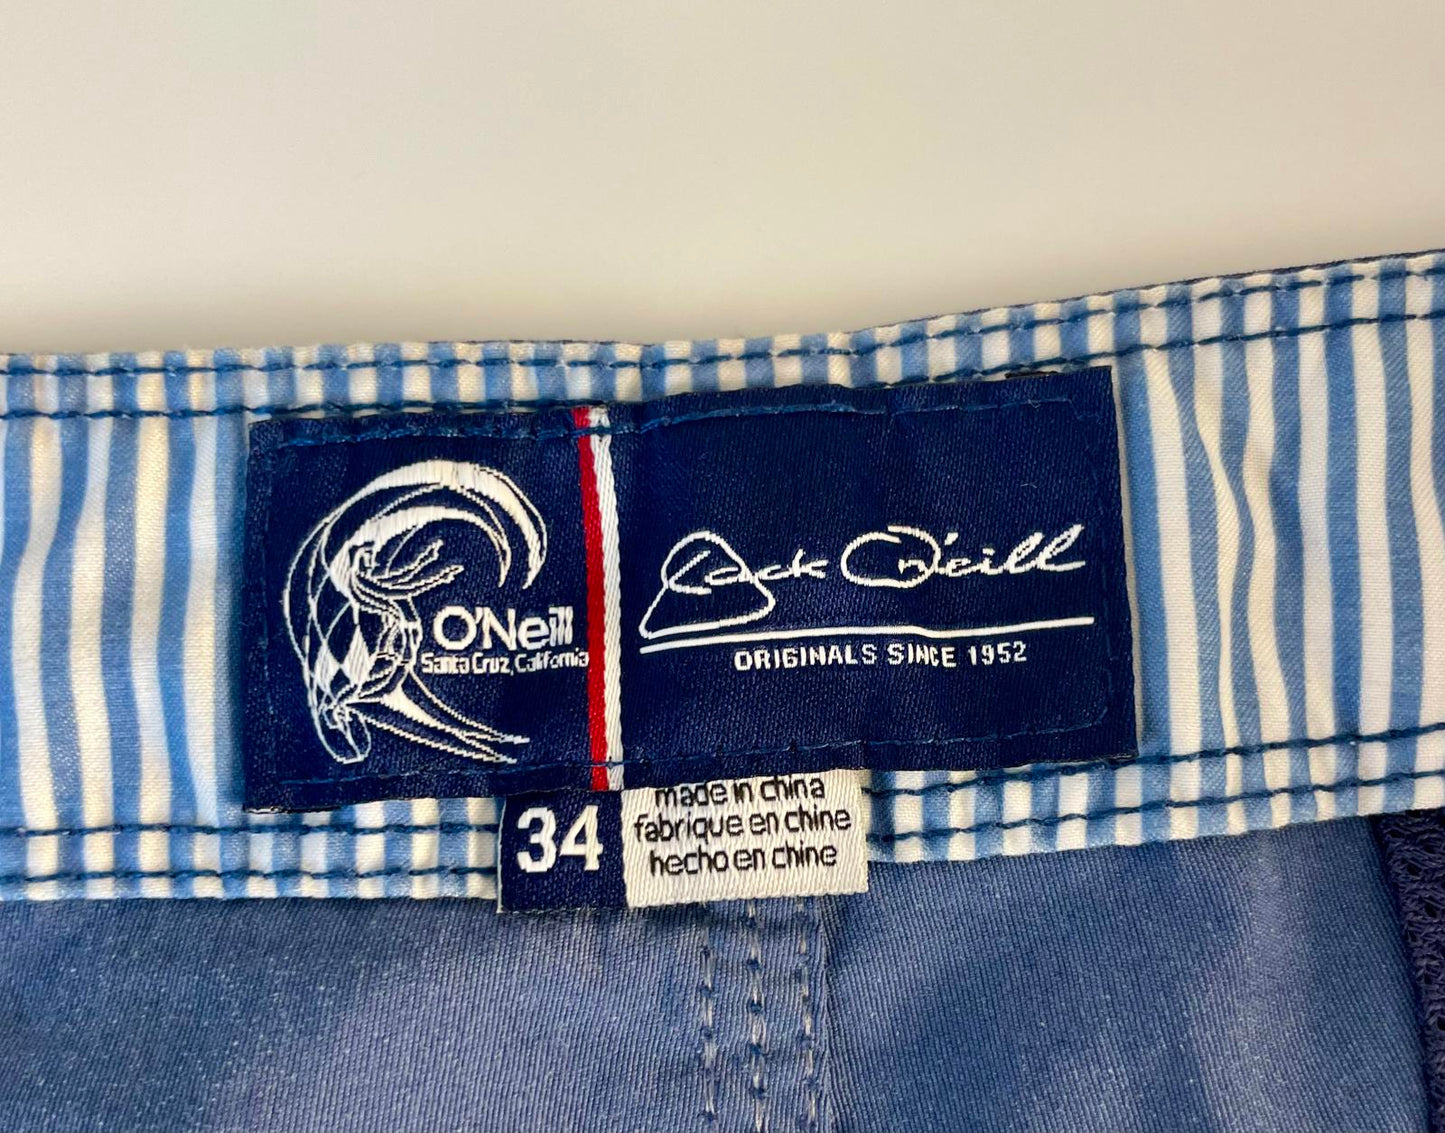 O'Neill
Santa Cruz, California
Jack O'neill
ORIGINALS SINCE 1952
34
made in china
fabrique en chine
hecho en chine